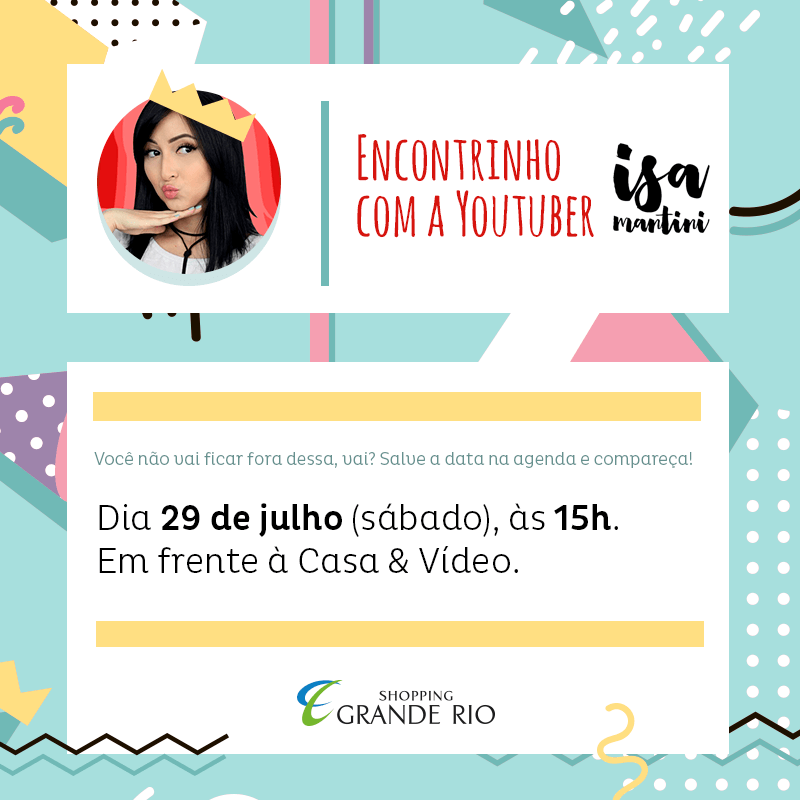 Encontrinho
com a Youtuber
isa
mantini
Você não vai ficar fora dessa, vai? Salve a data na agenda e compareça!
Dia 29 de julho (sábado), às 15h.
Em frente à Casa & Vídeo.
SHOPPING
GRANDE RIO